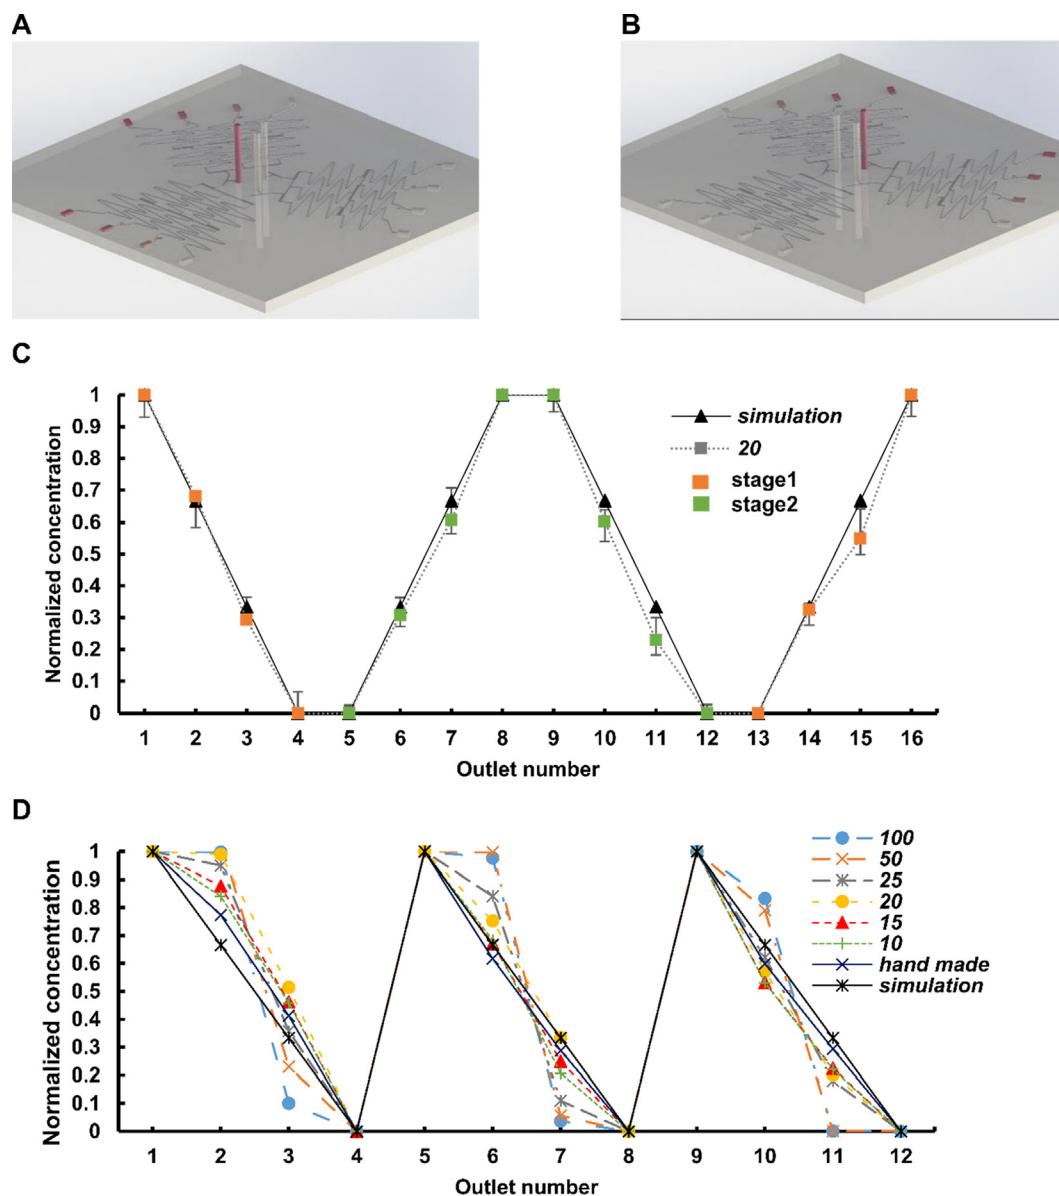 A
B
C
Normalized concentration
1
0.9
0.8
0.7
0.6
0.5
0.4
0.3
0.2
0.1
0
simulation
20
stage1
stage2
1 2 3 4 5 6 7 8 9 10 11 12 13 14 15 16
Outlet number
D
Normalized concentration
1
0.9
0.8
0.7
0.6
0.5
0.4
0.3
0.2
0.1
0
100
50
25
20
15
10
hand made
simulation
1 2 3 4 5 6 7 8 9 10 11 12
Outlet number